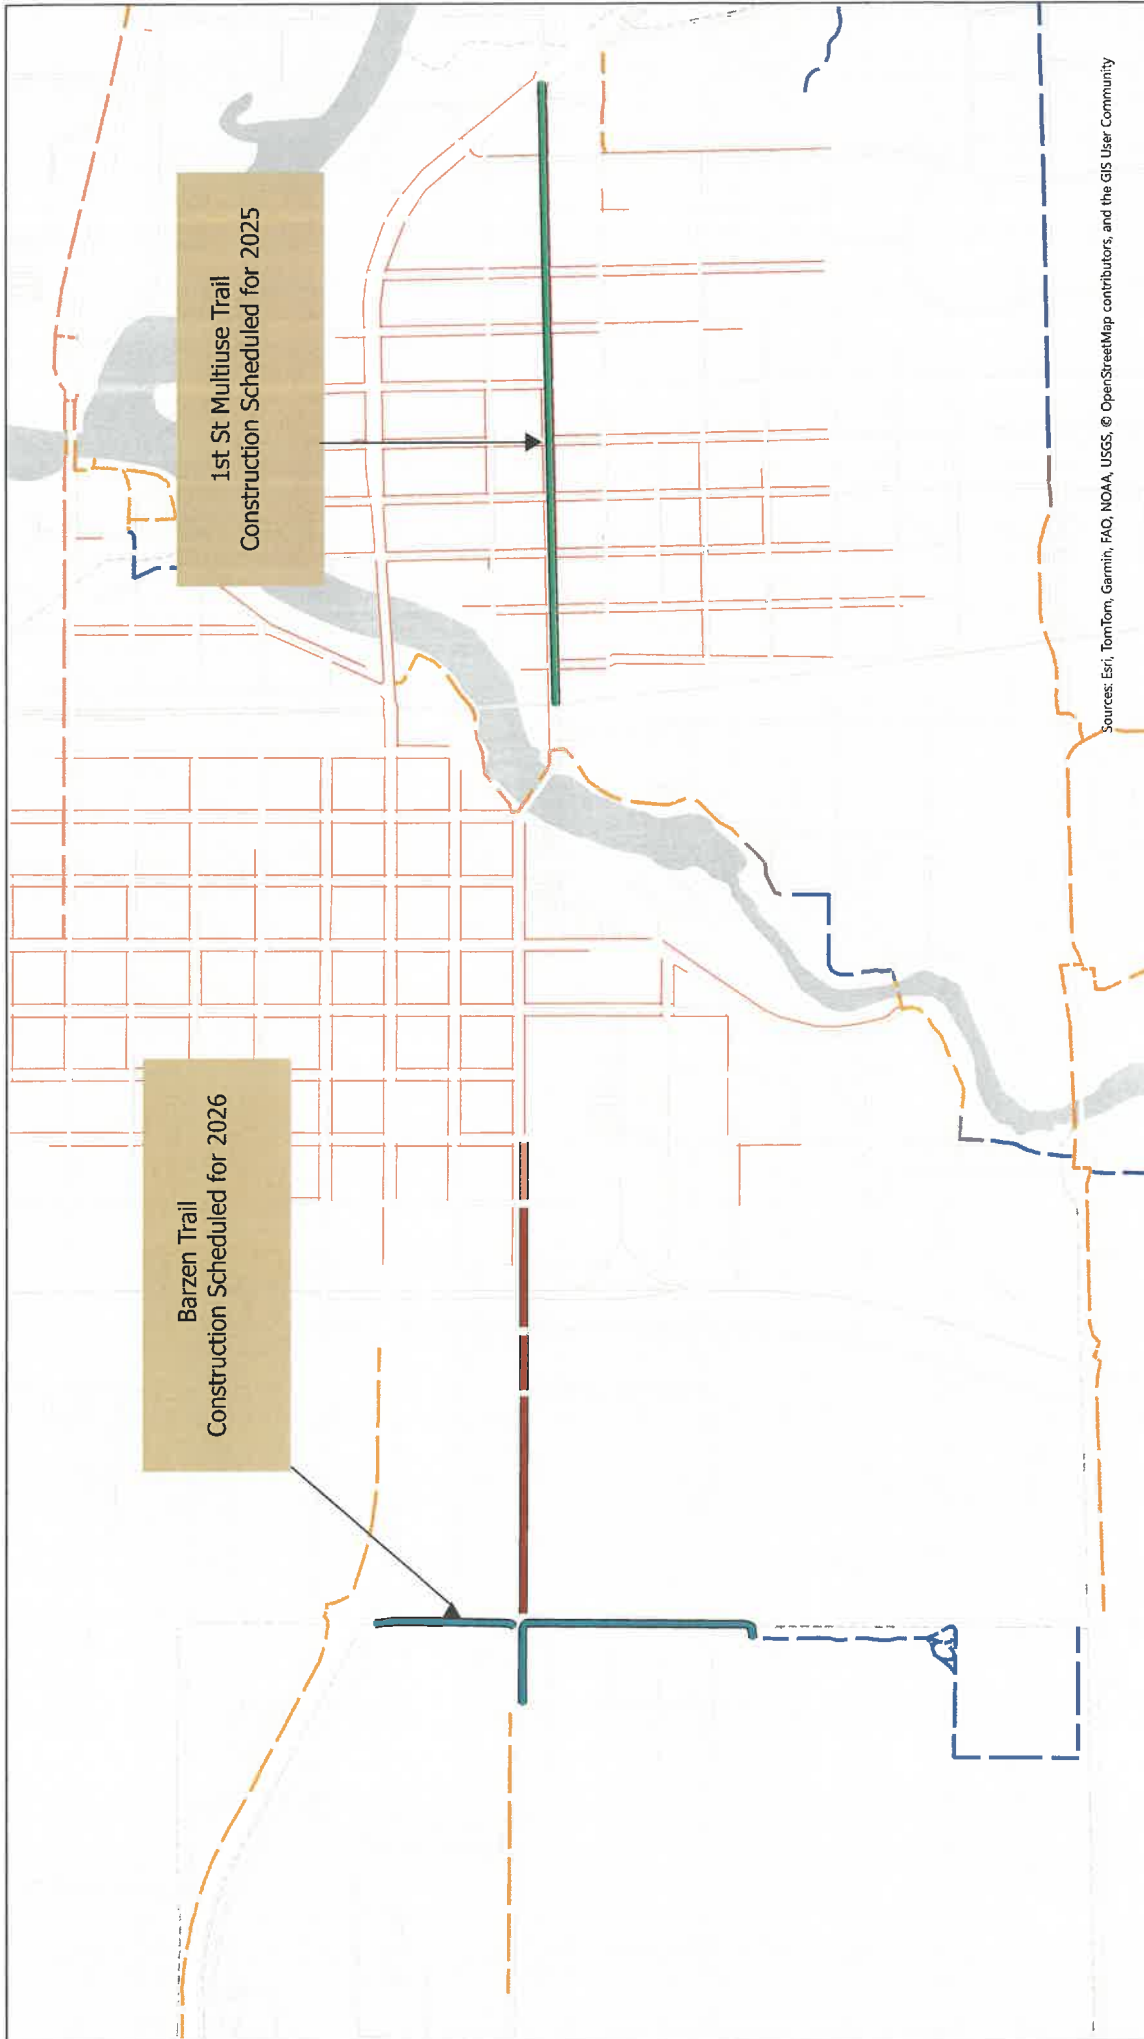 Barzen Trail
Construction Scheduled for 2026
1st St Multiuse Trail
Construction Scheduled for 2025
Sources: Esri, TomTom, Garmin, FAO, NOAA, USGS, © OpenStreetMap contributors, and the GIS User Community